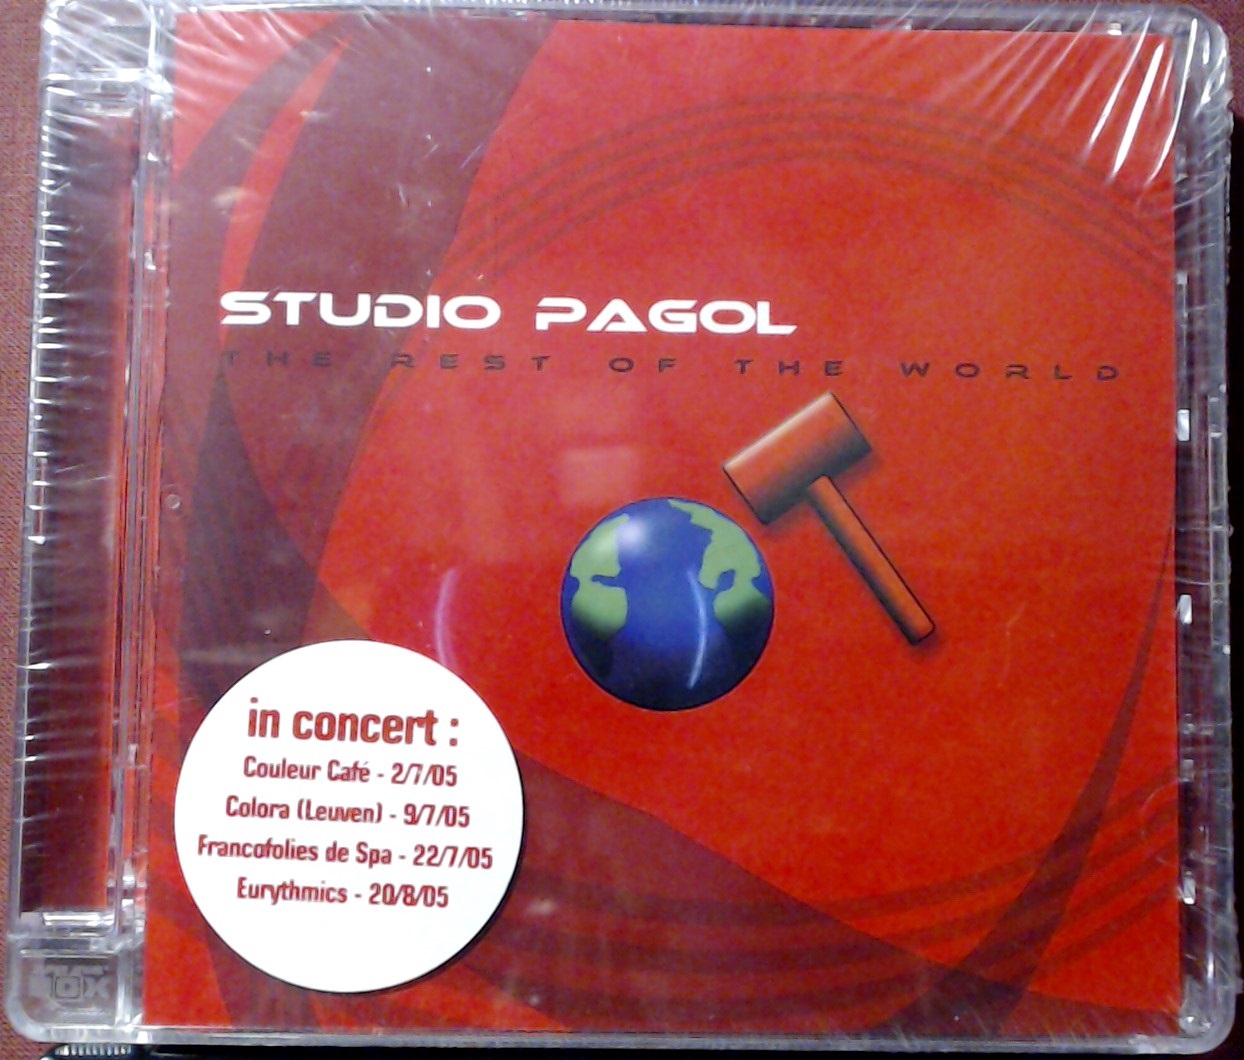 STUDIO PAGOL
THE REST OF THE WORLD
in concert :
Couleur Café - 2/7/05
Colora (Leuven) - 9/7/05
Francofolies de Spa - 22/7/05
Eurythmics - 20/8/05